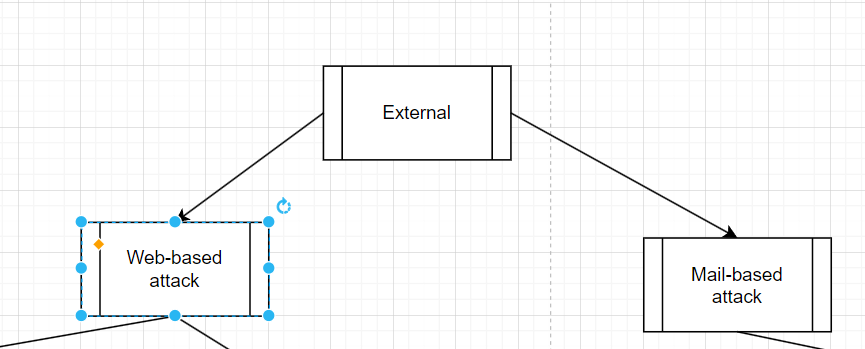 External
Web-based
attack
Mail-based
attack